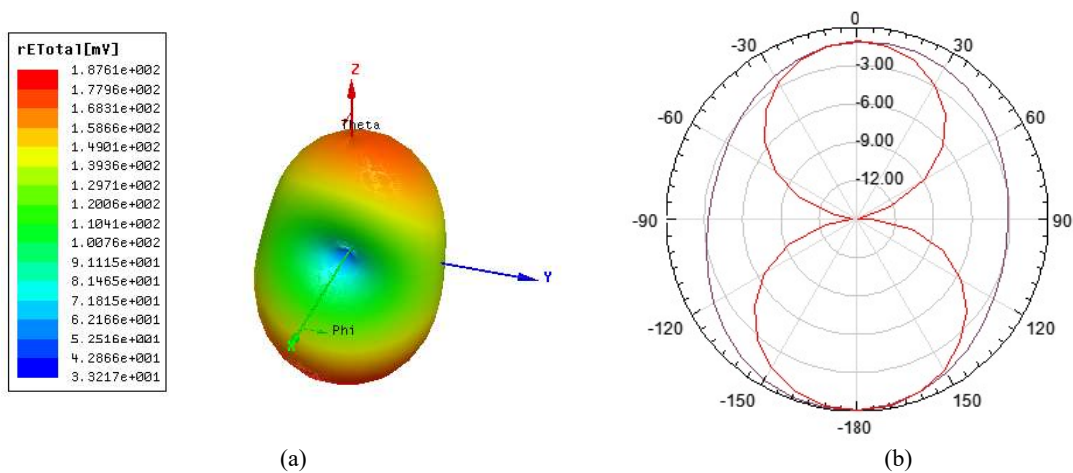 rETotal[mV]
1.8761e+002
1.7796e+002
1.6831e+002
1.5866e+002
1.4901e+002
1.3936e+002
1.2971e+002
1.2006e+002
1.1041e+002
1.0076e+002
9.1115e+001
8.1465e+001
7.1815e+001
6.2166e+001
5.2516e+001
4.2866e+001
3.3217e+001
Z
Theta
Y
Phi
(a)
0
-30
30
-3.00
-60
60
-6.00
-9.00
-12.00
-90
90
-120
120
-150
150
-180
(b)